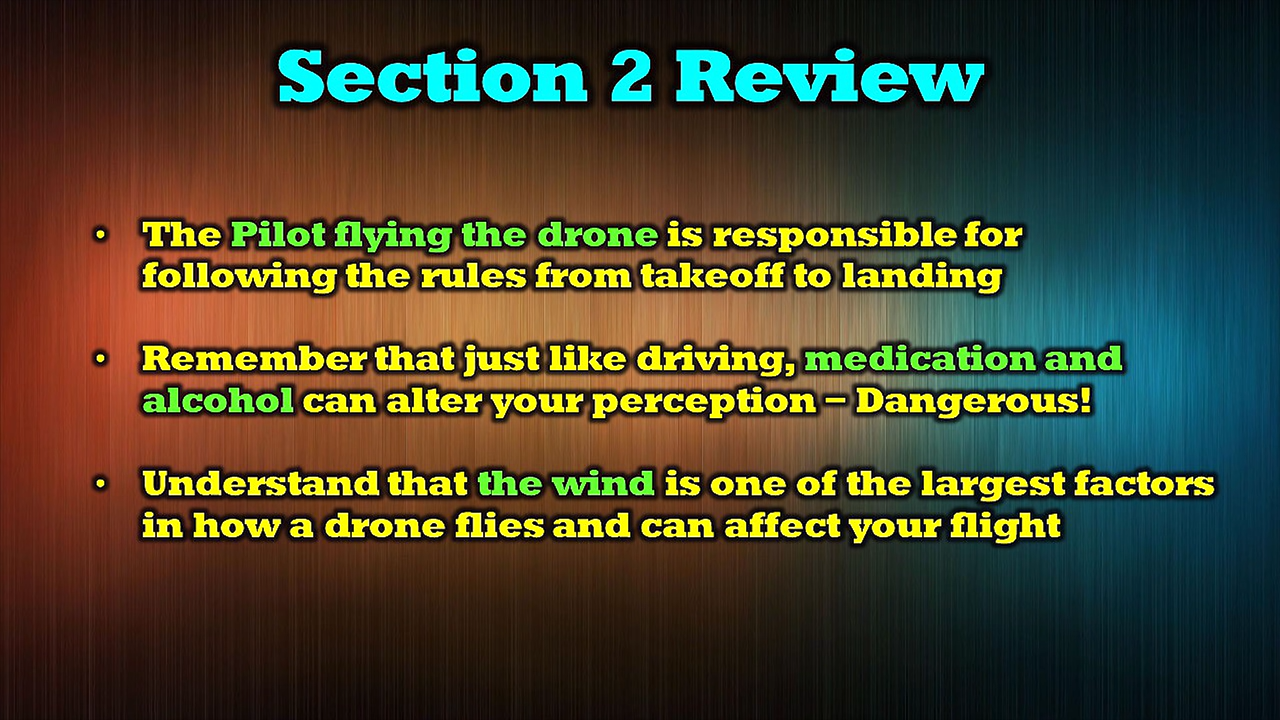 Section 2 Review
• The Pilot flying the drone is responsible for
following the rules from takeoff to landing
• Remember that just like driving, medication and
alcohol can alter your perception – Dangerous!
• Understand that the wind is one of the largest factors
in how a drone flies and can affect your flight